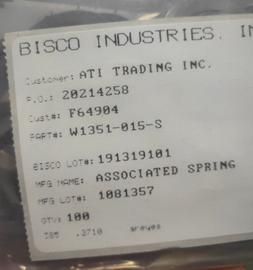 BISCO INDUSTRIES, IN
Customer: ATI TRADING INC.
P.O.: 20214258
Cust#: F64904
PART#: W1351-015-S
BISCO LOT#: 191319101
MFG NAME: ASSOCIATED SPRING
MFG LOT#: 1081357
QTY: 100